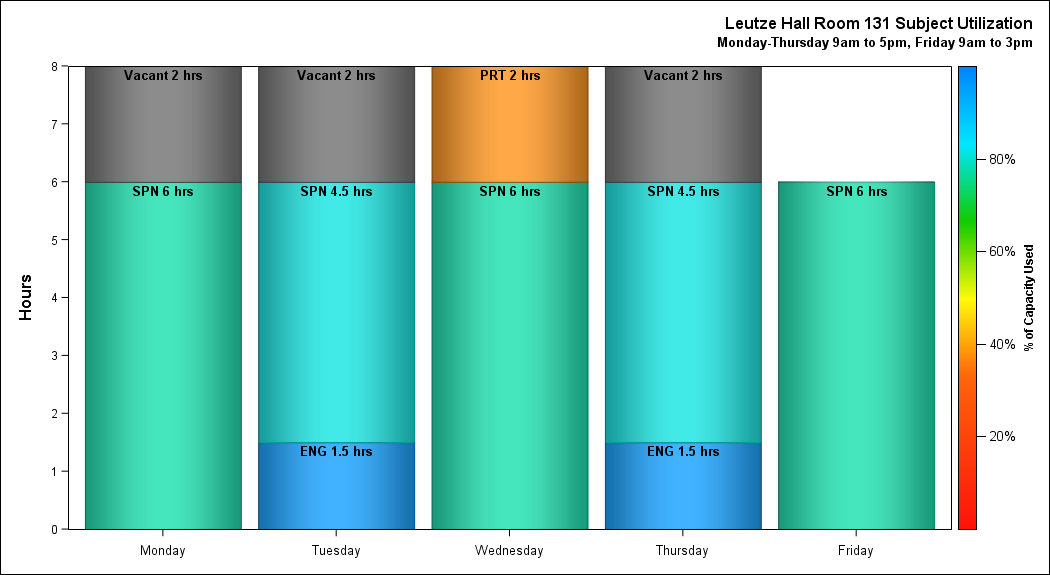 Leutze Hall Room 131 Subject Utilization
Monday-Thursday 9am to 5pm, Friday 9am to 3pm
Hours
8
7
6
5
4
3
2
1
0
Vacant 2 hrs
SPN 6 hrs
Vacant 2 hrs
SPN 4.5 hrs
ENG 1.5 hrs
PRT 2 hrs
SPN 6 hrs
Vacant 2 hrs
SPN 4.5 hrs
ENG 1.5 hrs
SPN 6 hrs
Monday
Tuesday
Wednesday
Thursday
Friday
80%
60%
40%
20%
% of Capacity Used